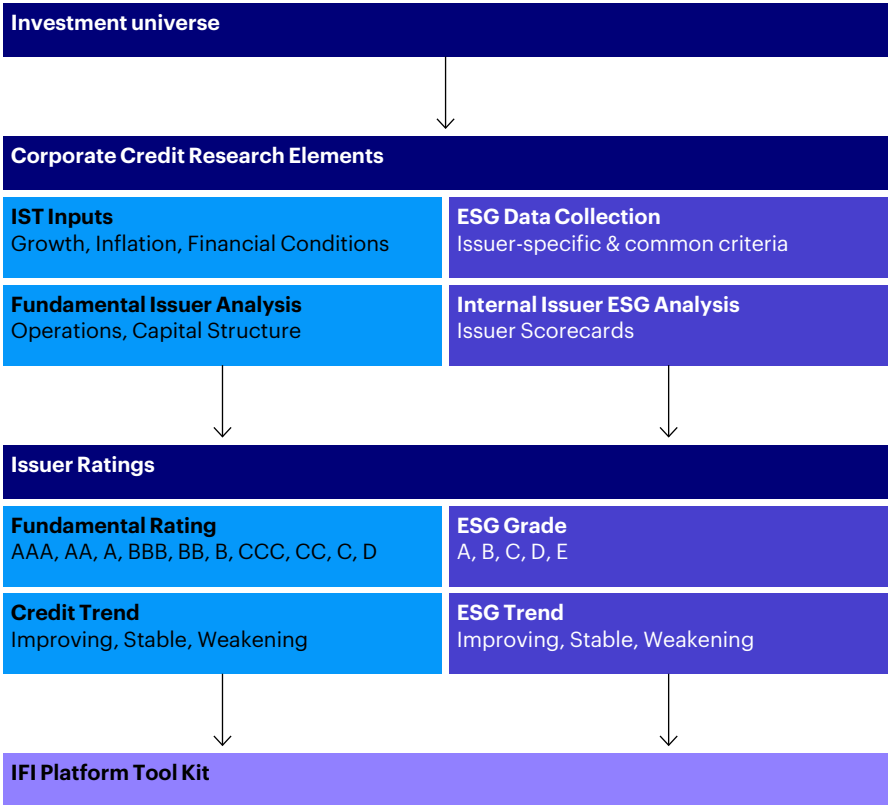 Investment universe
Corporate Credit Research Elements
IST Inputs
Growth, Inflation, Financial Conditions
ESG Data Collection
Issuer-specific & common criteria
Fundamental Issuer Analysis
Operations, Capital Structure
Internal Issuer ESG Analysis
Issuer Scorecards
Issuer Ratings
Fundamental Rating
AAA, AA, A, BBB, BB, B, CCC, CC, C, D
ESG Grade
A, B, C, D, E
Credit Trend
Improving, Stable, Weakening
ESG Trend
Improving, Stable, Weakening
IFI Platform Tool Kit